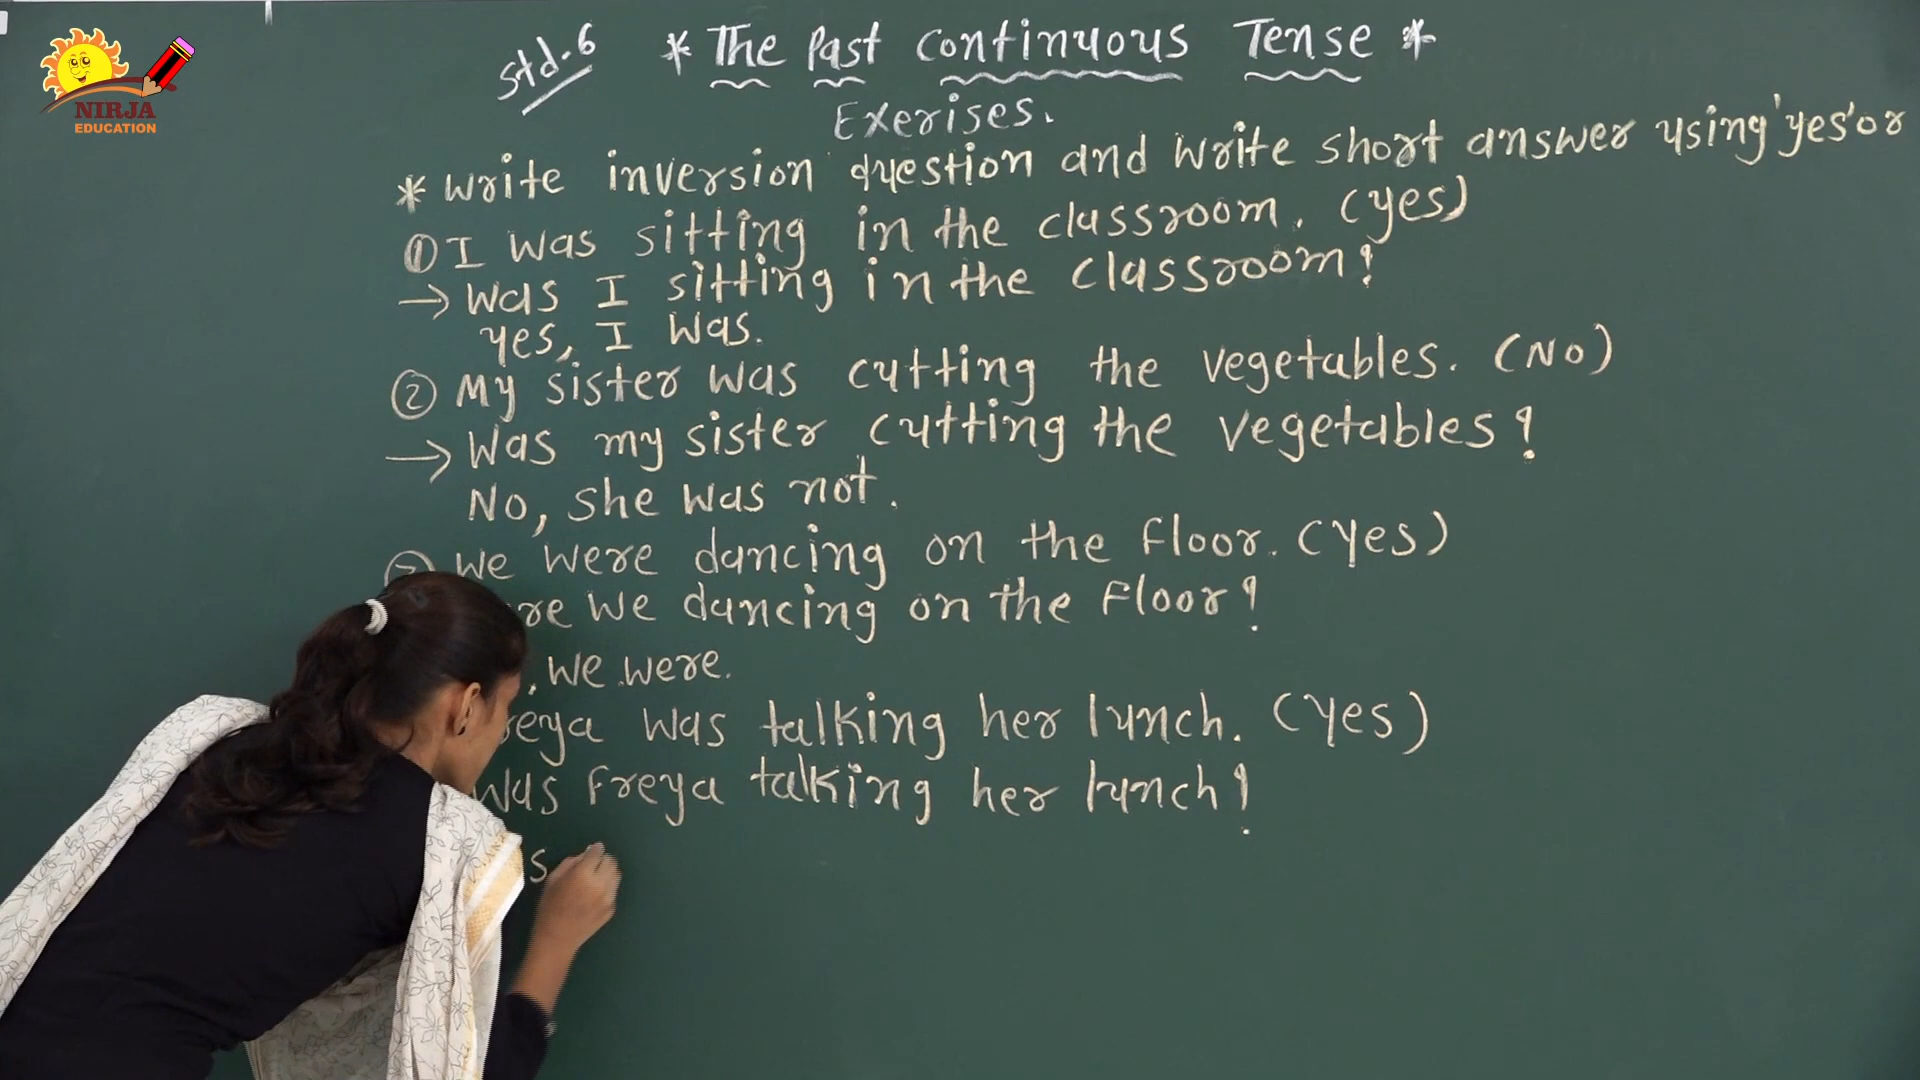 NIRJA
EDUCATION
Std-6
* The Past Continuous Tense *
Exerises.
* Write inversion question and write short answer using 'yes' or
① I was sitting in the classroom. (yes)
→ Was I sitting in the classroom?
yes, I was.
② My sister was cutting the vegetables. (No)
→ Was my sister cutting the vegetables?
No, she was not.
We were dancing on the floor. (Yes)
we dancing on the floor?
, we were.
was talking her lunch. (Yes)
Was Freya talking her lunch?